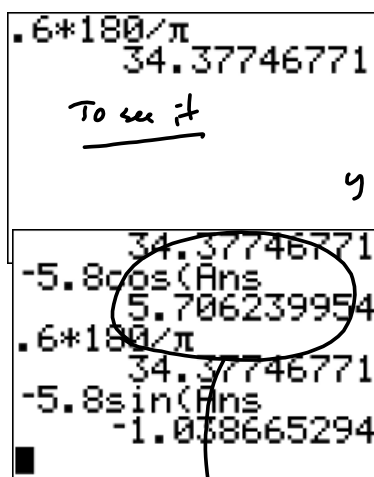 .6*180/π
34.37746771
To see it
y
34.37746771
-5.8cos(Ans
5.706239954
.6*180/π
34.37746771
-5.8sin(Ans
-1.038665294